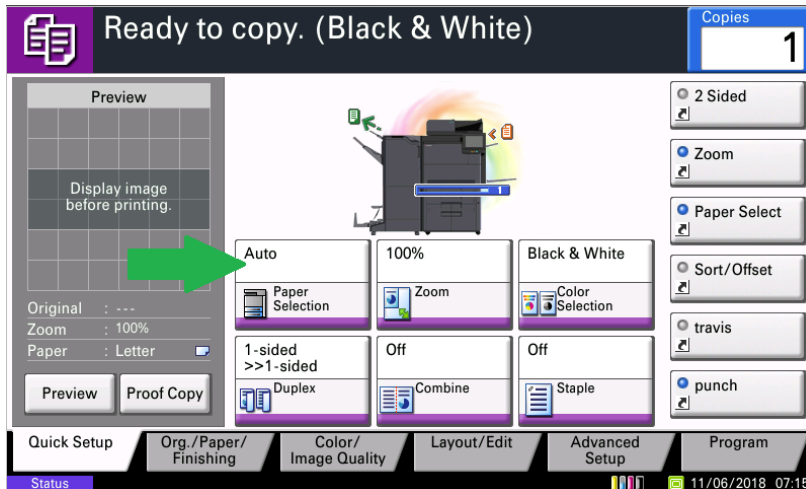 Ready to copy. (Black & White)
Copies
1
Preview
Display image
before printing.
Original : ---
Zoom : 100%
Paper : Letter
Preview
Proof Copy
1
Auto
Paper
Selection
100%
Zoom
Black & White
Color
Selection
1-sided
>>1-sided
Duplex
Off
Combine
Off
Staple
2 Sided
Zoom
Paper Select
Sort/Offset
travis
punch
Quick Setup
Org./Paper/
Finishing
Color/
Image Quality
Layout/Edit
Advanced
Setup
Program
Status
11/06/2018 07:15